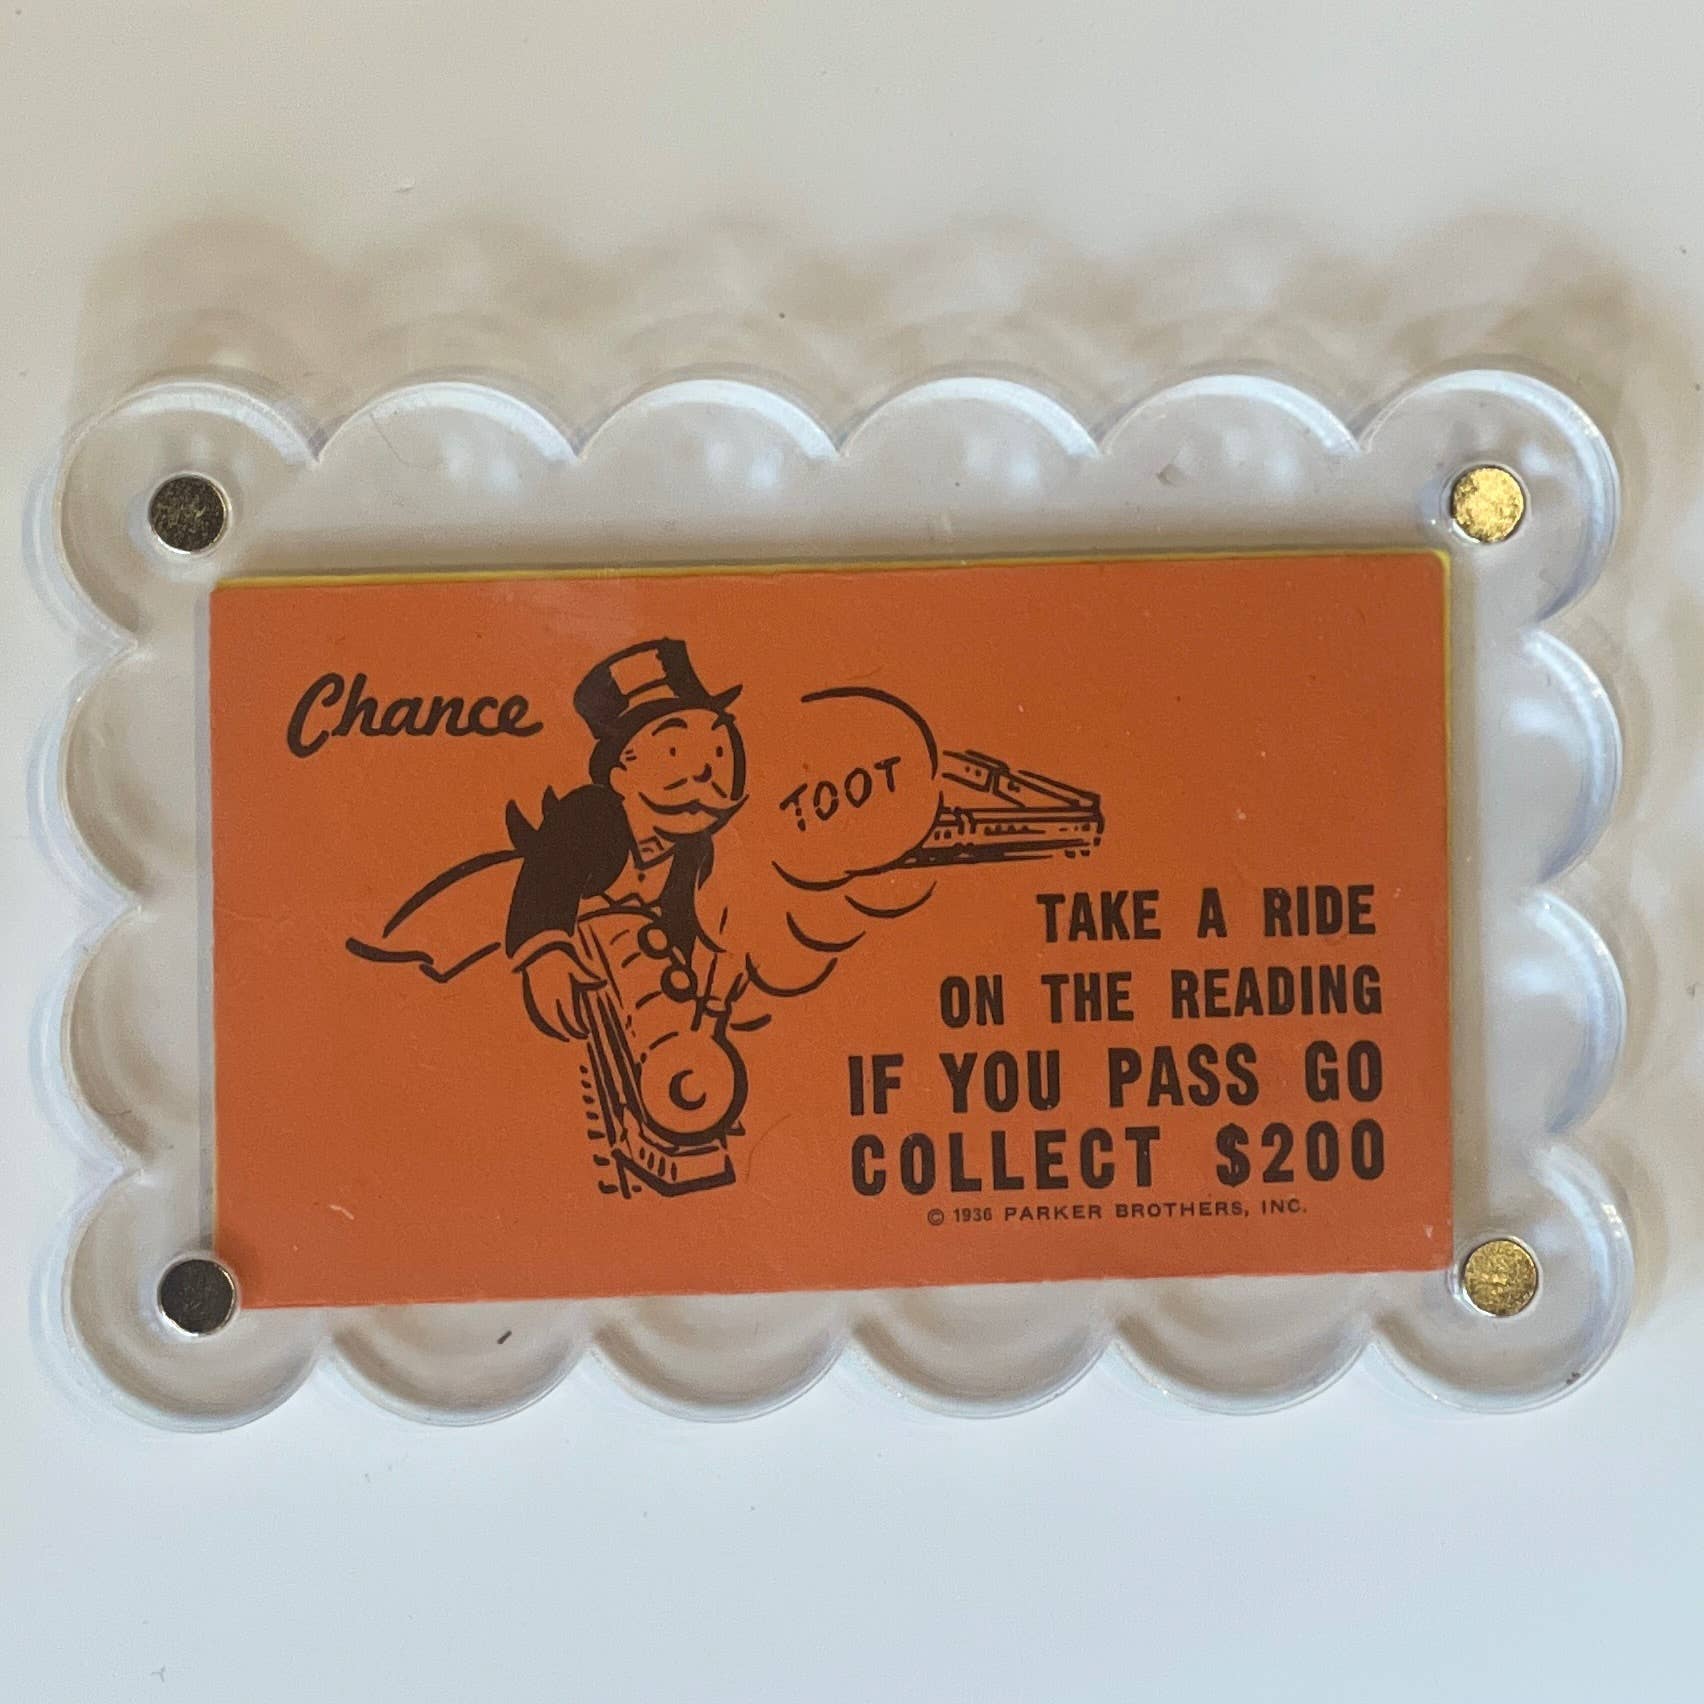 Chance
TOOT
TAKE A RIDE
ON THE READING
IF YOU PASS GO
COLLECT $200
© 1936 PARKER BROTHERS, INC.